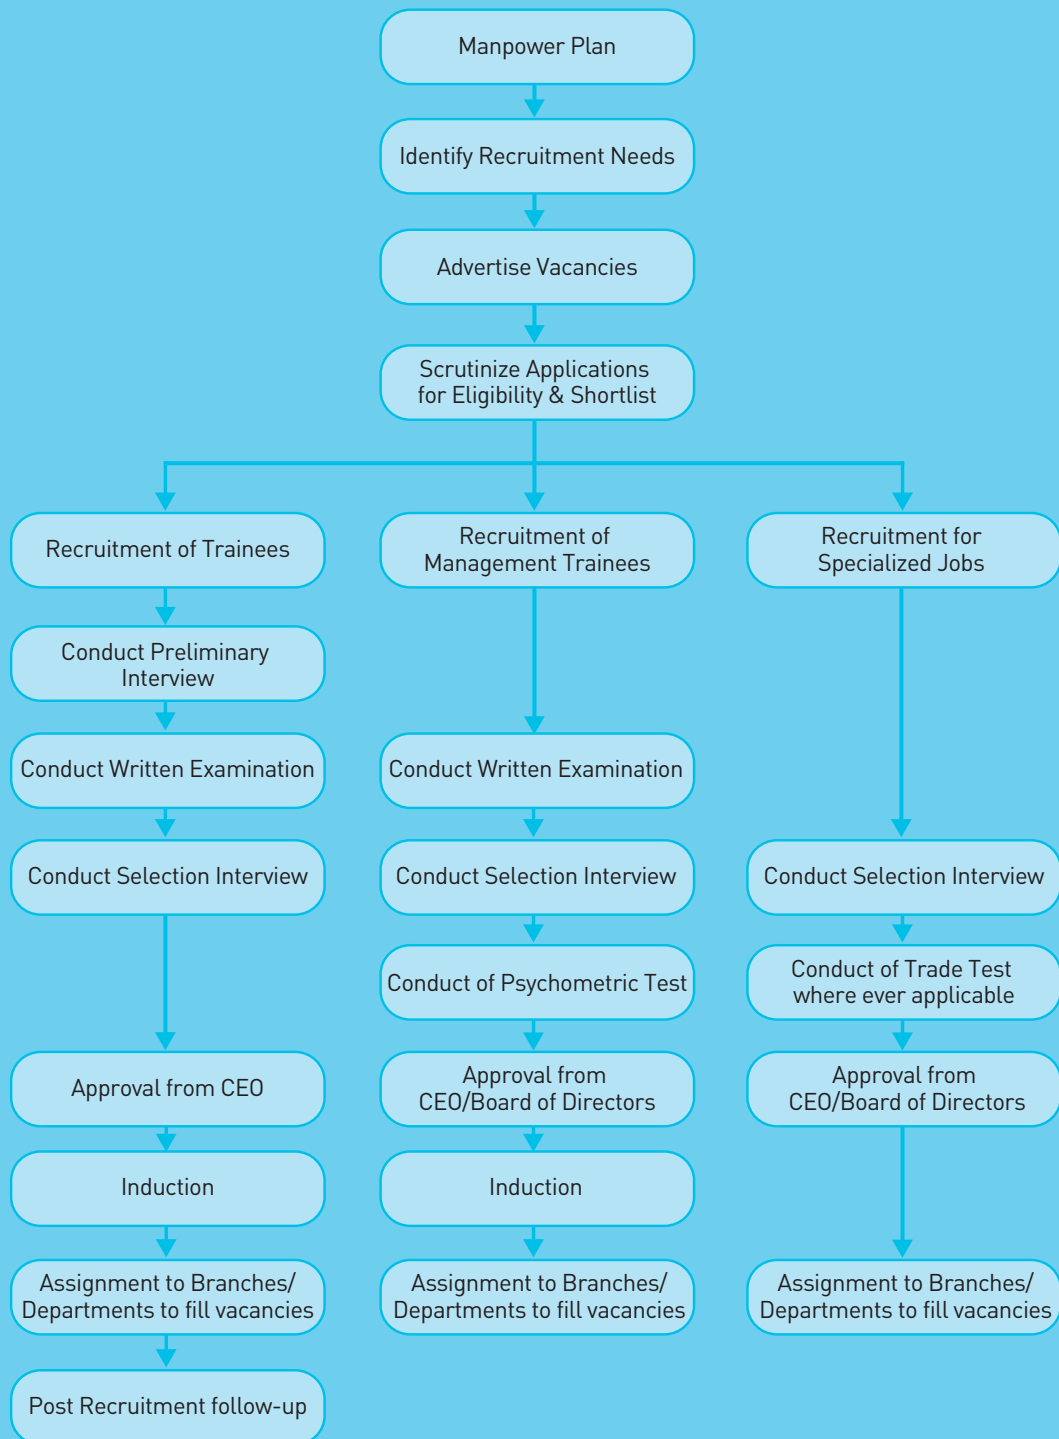 Manpower Plan
Identify Recruitment Needs
Advertise Vacancies
Scrutinize Applications
for Eligibility & Shortlist
Recruitment of Trainees
Conduct Preliminary
Interview
Conduct Written Examination
Conduct Selection Interview
Approval from CEO
Induction
Assignment to Branches/
Departments to fill vacancies
Post Recruitment follow-up
Recruitment of
Management Trainees
Conduct Written Examination
Conduct Selection Interview
Conduct of Psychometric Test
Approval from
CEO/Board of Directors
Induction
Assignment to Branches/
Departments to fill vacancies
Recruitment for
Specialized Jobs
Conduct Selection Interview
Conduct of Trade Test
where ever applicable
Approval from
CEO/Board of Directors
Assignment to Branches/
Departments to fill vacancies